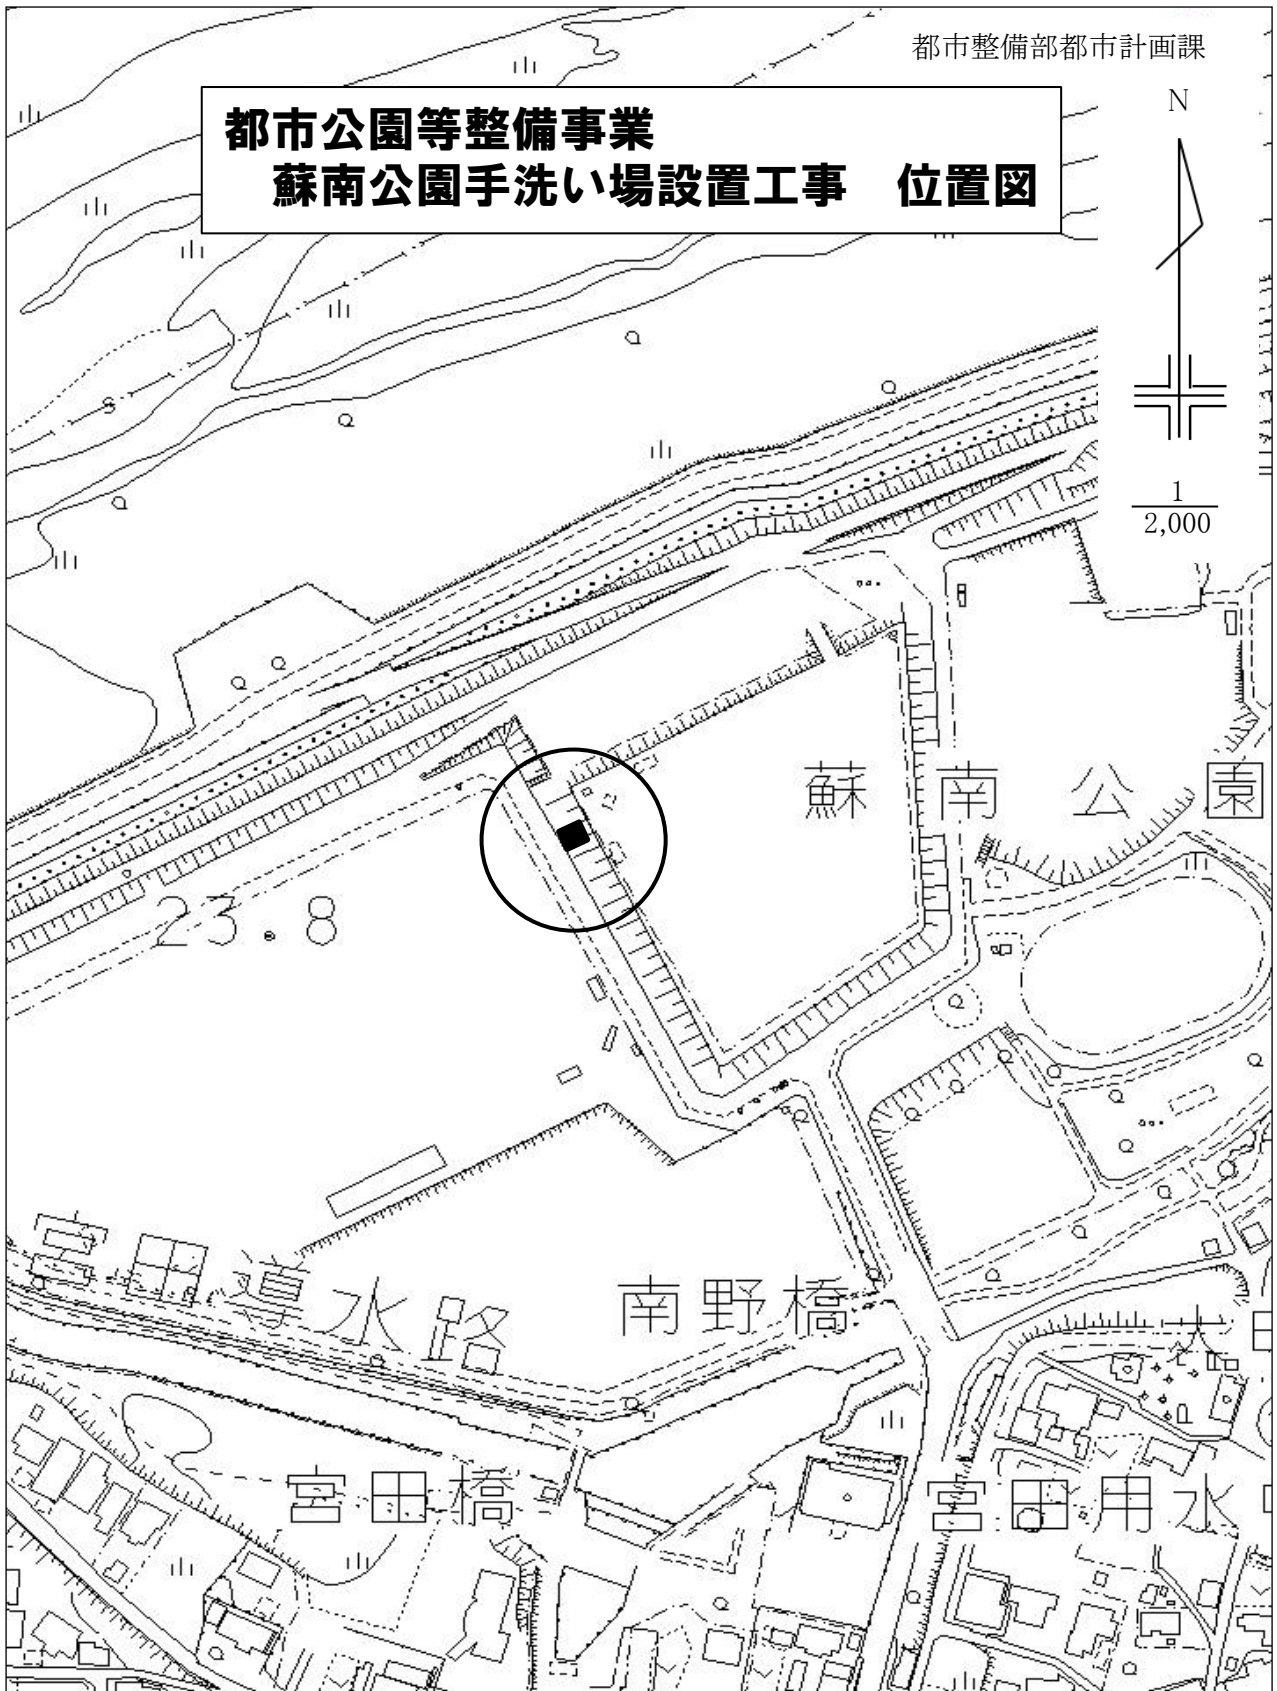 都市整備部都市計画課
都市公園等整備事業
蘇南公園手洗い場設置工事　位置図
N
1
2,000
蘇南公園
23.8
宮田導水路
南野橋
宮田橋
宮田用水